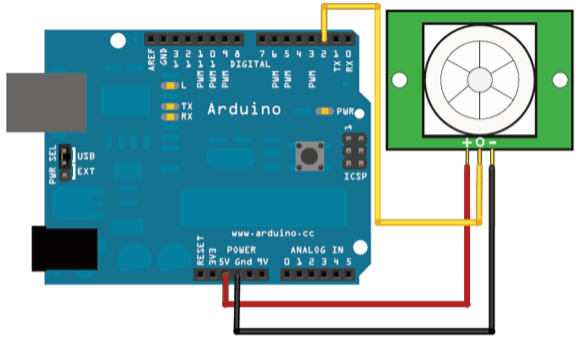 AREF
GND
13
12
11
10
9
8
7
6
5
4
3
2
1
0
PWM
PWM
PWM
PWM
PWM
PWM
TX
RX
DIGITAL
L
TX
RX
Arduino
PWR
1
ICSP
PWR SEL
USB
EXT
www.arduino.cc
POWER
ANALOG IN
RESET
3V3
5V Gnd 9V
0 1 2 3 4 5
+ O -